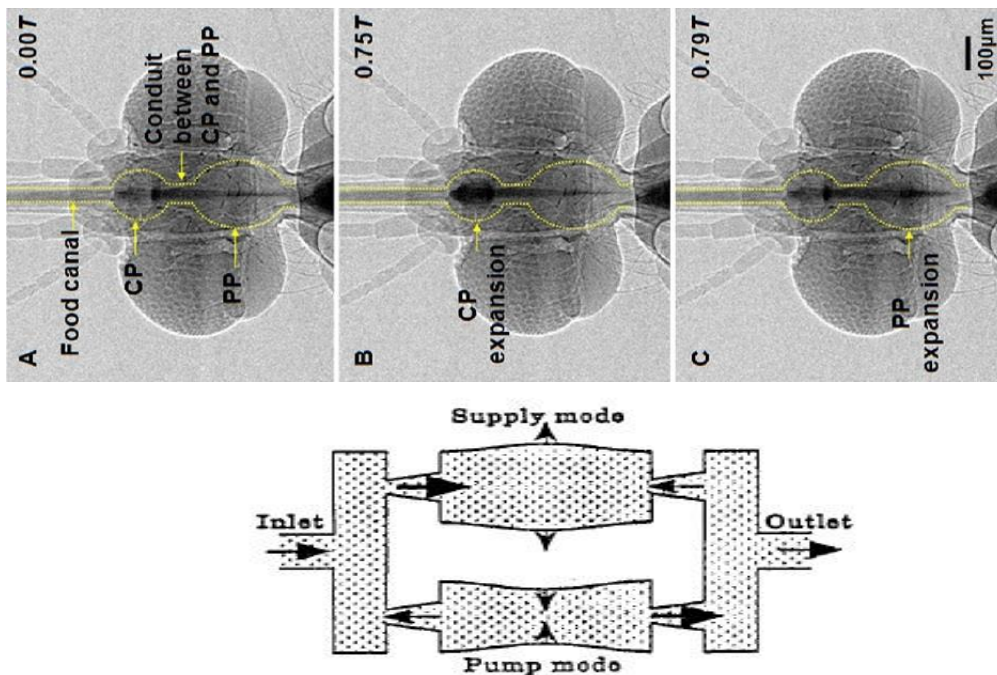 A
0.00T
Food canal
CP
PP
Conduit
between
CP and PP
B
0.75T
CP
expansion
C
0.79T
PP
expansion
100μm
Supply mode
Inlet
Outlet
Pump mode